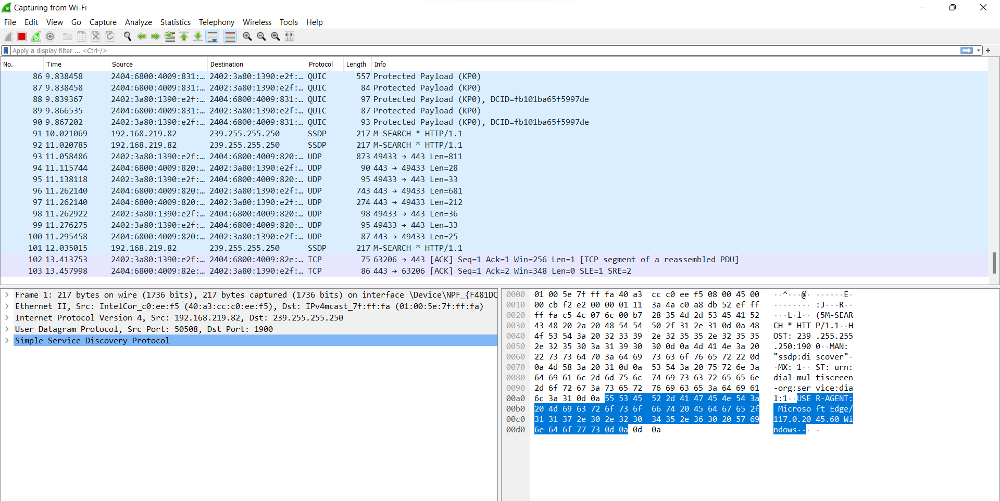 Capturing from Wi-Fi
File Edit View Go Capture Analyze Statistics Telephony Wireless Tools Help
Apply a display filter ... <Ctrl-/>
No. Time Source Destination Protocol Length Info
86 9.838458 2404:6800:4009:831:… 2402:3a80:1390:e2f:… QUIC 557 Protected Payload (KP0)
87 9.838458 2404:6800:4009:831:… 2402:3a80:1390:e2f:… QUIC 84 Protected Payload (KP0)
88 9.839367 2402:3a80:1390:e2f:… 2404:6800:4009:831:… QUIC 97 Protected Payload (KP0), DCID=fb101ba65f5997de
89 9.866535 2404:6800:4009:831:… 2402:3a80:1390:e2f:… QUIC 87 Protected Payload (KP0)
90 9.867202 2402:3a80:1390:e2f:… 2404:6800:4009:831:… QUIC 93 Protected Payload (KP0), DCID=fb101ba65f5997de
91 10.021069 192.168.219.82 239.255.255.250 SSDP 217 M-SEARCH * HTTP/1.1
92 11.020785 192.168.219.82 239.255.255.250 SSDP 217 M-SEARCH * HTTP/1.1
93 11.058486 2402:3a80:1390:e2f:… 2404:6800:4009:820:… UDP 873 49433 → 443 Len=811
94 11.115744 2404:6800:4009:820:… 2402:3a80:1390:e2f:… UDP 90 443 → 49433 Len=28
95 11.138118 2402:3a80:1390:e2f:… 2404:6800:4009:820:… UDP 95 49433 → 443 Len=33
96 11.262140 2404:6800:4009:820:… 2402:3a80:1390:e2f:… UDP 743 443 → 49433 Len=681
97 11.262140 2404:6800:4009:820:… 2402:3a80:1390:e2f:… UDP 274 443 → 49433 Len=212
98 11.262922 2402:3a80:1390:e2f:… 2404:6800:4009:820:… UDP 98 49433 → 443 Len=36
99 11.276275 2402:3a80:1390:e2f:… 2404:6800:4009:820:… UDP 95 49433 → 443 Len=33
100 11.295458 2404:6800:4009:820:… 2402:3a80:1390:e2f:… UDP 87 443 → 49433 Len=25
101 12.035015 192.168.219.82 239.255.255.250 SSDP 217 M-SEARCH * HTTP/1.1
102 13.413753 2402:3a80:1390:e2f:… 2404:6800:4009:82e:… TCP 75 63206 → 443 [ACK] Seq=1 Ack=1 Win=256 Len=1 [TCP segment of a reassembled PDU]
103 13.457998 2404:6800:4009:82e:… 2402:3a80:1390:e2f:… TCP 86 443 → 63206 [ACK] Seq=1 Ack=2 Win=348 Len=0 SLE=1 SRE=2
Frame 1: 217 bytes on wire (1736 bits), 217 bytes captured (1736 bits) on interface \Device\NPF_{F481DC
Ethernet II, Src: IntelCor_c0:ee:f5 (40:a3:cc:c0:ee:f5), Dst: IPv4mcast_7f:ff:fa (01:00:5e:7f:ff:fa)
Internet Protocol Version 4, Src: 192.168.219.82, Dst: 239.255.255.250
User Datagram Protocol, Src Port: 50508, Dst Port: 1900
Simple Service Discovery Protocol
0000 01 00 5e 7f ff fa 40 a3 cc c0 ee f5 08 00 45 00 ··^···@· ······E·
0010 00 cb f2 e2 00 00 01 11 3a 4a c0 a8 db 52 ef ff ········ :J···R··
0020 ff fa c5 4c 07 6c 00 b7 28 35 4d 2d 53 45 41 52 ···L·l·· (5M-SEAR
0030 43 48 20 2a 20 48 54 54 50 2f 31 2e 31 0d 0a 48 CH * HTT P/1.1··H
0040 4f 53 54 3a 20 32 33 39 2e 32 35 35 2e 32 35 35 OST: 239 .255.255
0050 2e 32 35 30 3a 31 39 30 30 0d 0a 4d 41 4e 3a 20 .250:190 0··MAN:
0060 22 73 73 64 70 3a 64 69 73 63 6f 76 65 72 22 0d "ssdp:di scover"·
0070 0a 4d 58 3a 20 31 0d 0a 53 54 3a 20 75 72 6e 3a ·MX: 1·· ST: urn:
0080 64 69 61 6c 2d 6d 75 6c 74 69 73 63 72 65 65 6e dial-mul tiscreen
0090 2d 6f 72 67 3a 73 65 72 76 69 63 65 3a 64 69 61 -org:ser vice:dia
00a0 6c 3a 31 0d 0a 55 53 45 52 2d 41 47 45 4e 54 3a l:1··USE R-AGENT:
00b0 20 4d 69 63 72 6f 73 6f 66 74 20 45 64 67 65 2f Microso ft Edge/
00c0 31 31 37 2e 30 2e 32 30 34 35 2e 36 30 20 57 69 117.0.20 45.60 Wi
00d0 6e 64 6f 77 73 0d 0a 0d 0a ndows··· ·